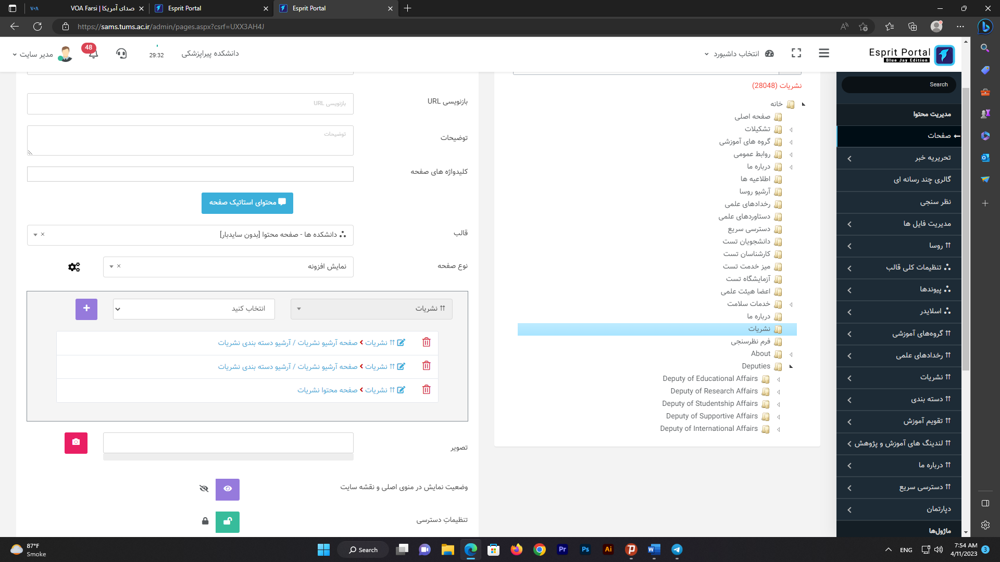 VOA Farsi | صدای آمریکا
Esprit Portal
Esprit Portal
https://sams.tums.ac.ir/admin/pages.aspx?csrf=UXX3AH4J
Esprit Portal
Blue Jay Edition
انتخاب داشبورد
دانشکده پیراپزشکی
29:32
48
مدیر سایت
Search
مدیریت محتوا
صفحات
تحریریه خبر
گالری چند رسانه ای
نظر سنجی
مدیریت فایل ها
روسا
تنظیمات کلی قالب
پیوندها
اسلایدر
گروه‌های آموزشی
رخدادهای علمی
نشریات
دسته بندی
تقویم آموزش
لندینگ های آموزش و پژوهش
درباره ما
دسترسی سریع
دپارتمان
ماژول‌ها
نشریات (28048)
خانه
صفحه اصلی
تشکیلات
گروه های آموزشی
روابط عمومی
درباره ما
اطلاعیه ها
آرشیو روسا
رخدادهای علمی
دستاوردهای علمی
دسترسی سریع
دانشجویان تست
کارشناسان تست
میز خدمت تست
آزمایشگاه تست
اعضا هیئت علمی
خدمات سلامت
درباره ما
نشریات
فرم نظرسنجی
About
Deputies
Deputy of Educational Affairs
Deputy of Research Affairs
Deputy of Studentship Affairs
Deputy of Supportive Affairs
Deputy of International Affairs
بازنویسی URL
بازنویسی URL
توضیحات
توضیحات
کلیدواژه های صفحه
محتوای استاتیک صفحه
قالب
دانشکده ها - صفحه محتوا [بدون سایدبار]
×
نوع صفحه
نمایش افزونه
×
نشریات
انتخاب کنید
نشریات › صفحه آرشیو نشریات / آرشیو دسته بندی نشریات
نشریات › صفحه آرشیو نشریات / آرشیو دسته بندی نشریات
نشریات › صفحه محتوا نشریات
تصویر
وضعیت نمایش در منوی اصلی و نقشه سایت
تنظیماتِ دسترسی
87°F
Smoke
Search
Pr
Ps
Ai
ENG
7:54 AM
4/11/2023
3